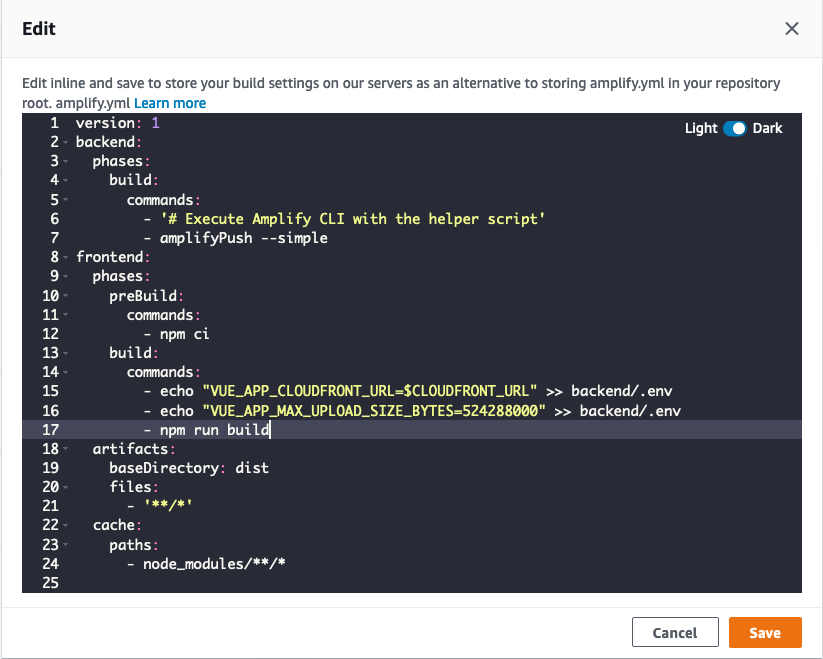 Edit
Edit inline and save to store your build settings on our servers as an alternative to storing amplify.yml in your repository
root. amplify.yml Learn more
Light Dark
1 version: 1
2 backend:
3   phases:
4     build:
5       commands:
6         - '# Execute Amplify CLI with the helper script'
7         - amplifyPush --simple
8 frontend:
9   phases:
10     preBuild:
11       commands:
12         - npm ci
13     build:
14       commands:
15         - echo "VUE_APP_CLOUDFRONT_URL=$CLOUDFRONT_URL" >> backend/.env
16         - echo "VUE_APP_MAX_UPLOAD_SIZE_BYTES=524288000" >> backend/.env
17         - npm run build
18   artifacts:
19     baseDirectory: dist
20     files:
21       - '**/*'
22   cache:
23     paths:
24       - node_modules/**/*
25
Cancel Save